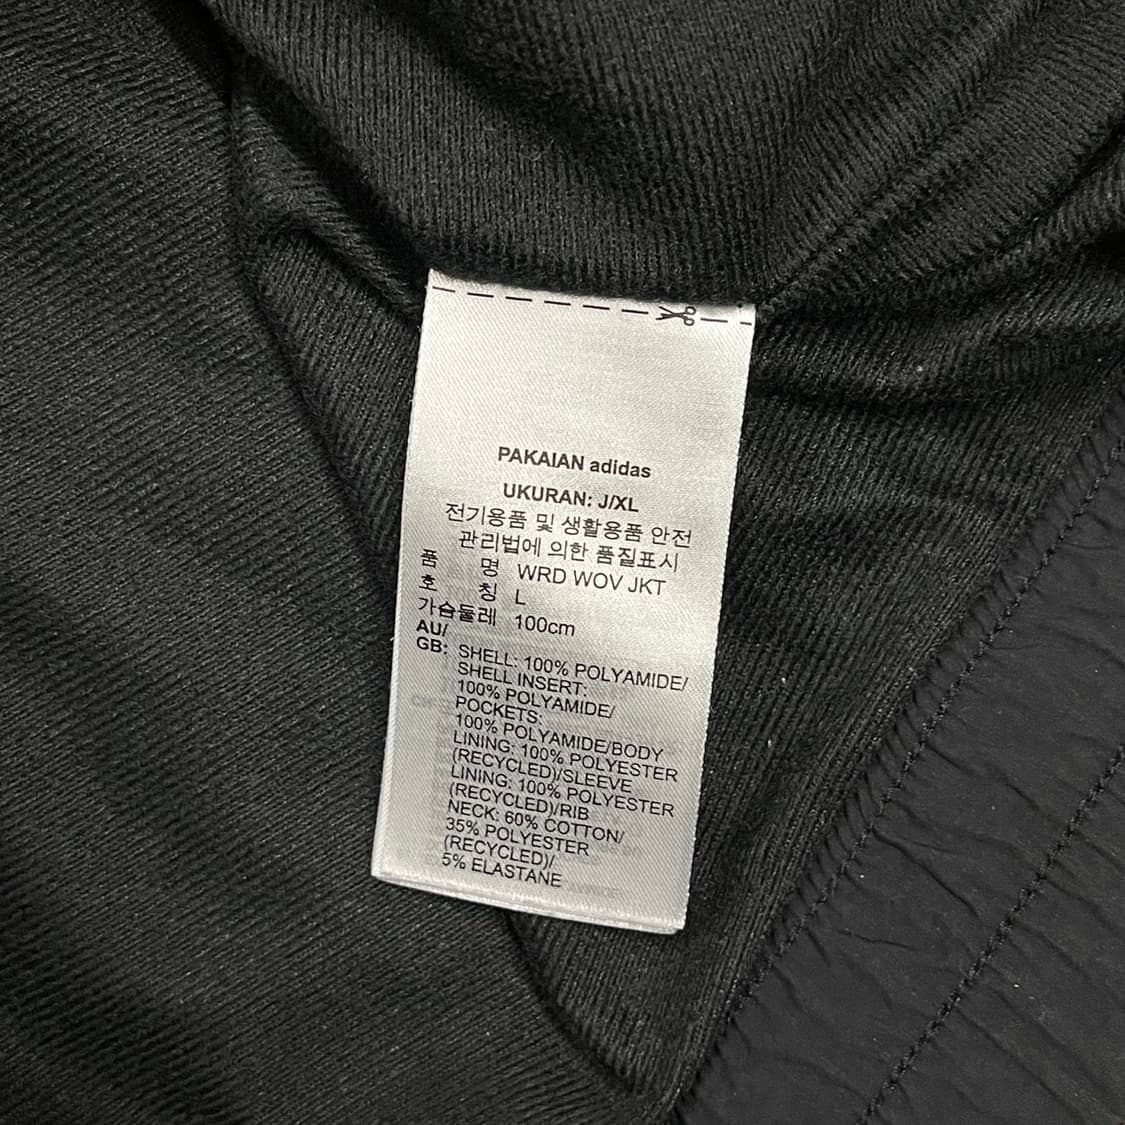 PAKAIAN adidas
UKURAN: J/XL
전기용품 및 생활용품 안전
관리법에 의한 품질표시
품 명 WRD WOV JKT
호 칭 L
가슴둘레 100cm
AU/
GB: SHELL: 100% POLYAMIDE/
SHELL INSERT:
100% POLYAMIDE/
POCKETS:
100% POLYAMIDE/BODY
LINING: 100% POLYESTER
(RECYCLED)/SLEEVE
LINING: 100% POLYESTER
(RECYCLED)/RIB
NECK: 60% COTTON/
35% POLYESTER
(RECYCLED)/
5% ELASTANE